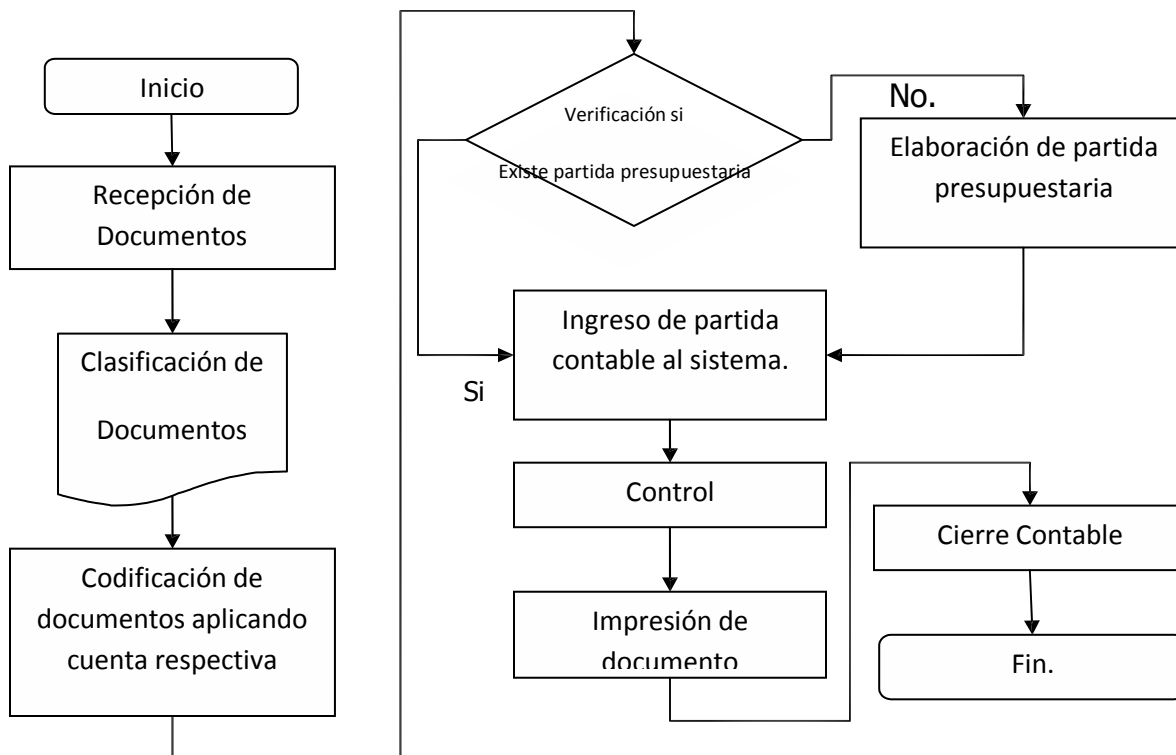 Inicio
Recepción de
Documentos
Clasificación de
Documentos
Codificación de
documentos aplicando
cuenta respectiva
Verificación si
Existe partida presupuestaria
No.
Elaboración de partida
presupuestaria
Si
Ingreso de partida
contable al sistema.
Control
Impresión de
documento
Cierre Contable
Fin.